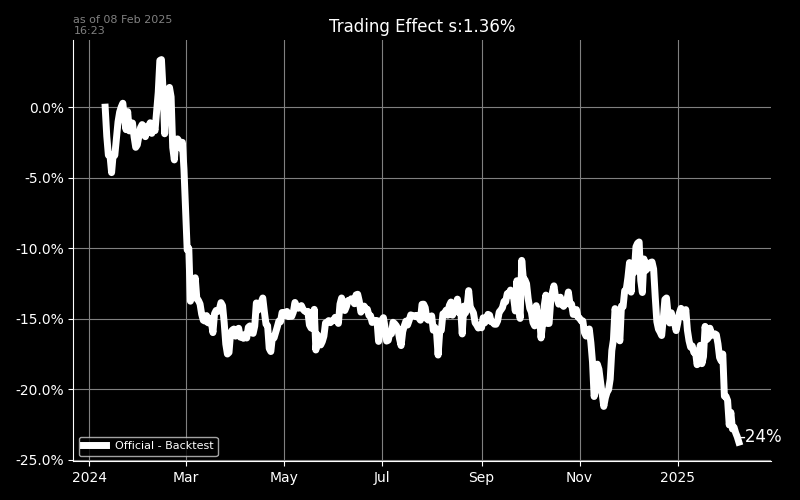 as of 08 Feb 2025
16:23
Trading Effect s:1.36%
0.0%
-5.0%
-10.0%
-15.0%
-20.0%
-25.0%
-24%
Official - Backtest
2024 Mar May Jul Sep Nov 2025